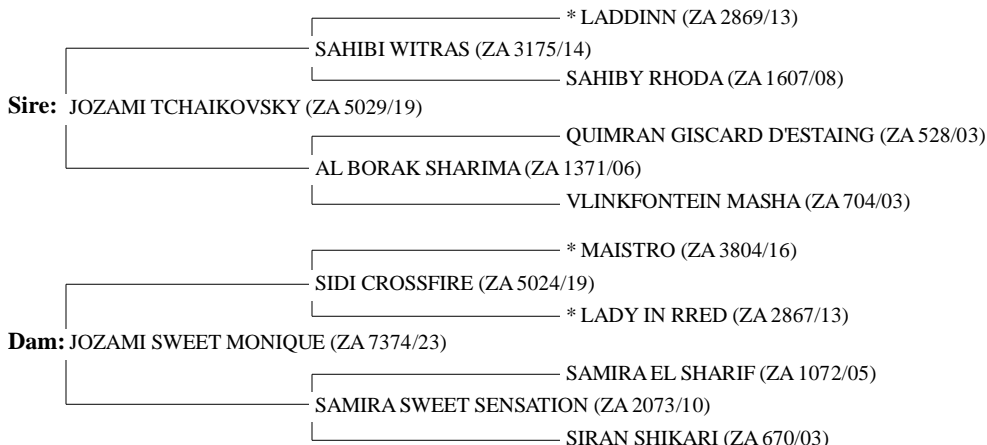 * LADDINN (ZA 2869/13)
SAHIBI WITRAS (ZA 3175/14)
SAHIBY RHODA (ZA 1607/08)
Sire: JOZAMI TCHAIKOVSKY (ZA 5029/19)
QUIMRAN GISCARD D'ESTAING (ZA 528/03)
AL BORAK SHARIMA (ZA 1371/06)
VLINKFONTEIN MASHA (ZA 704/03)
* MAISTRO (ZA 3804/16)
SIDI CROSSFIRE (ZA 5024/19)
* LADY IN RRED (ZA 2867/13)
Dam: JOZAMI SWEET MONIQUE (ZA 7374/23)
SAMIRA EL SHARIF (ZA 1072/05)
SAMIRA SWEET SENSATION (ZA 2073/10)
SIRAN SHIKARI (ZA 670/03)